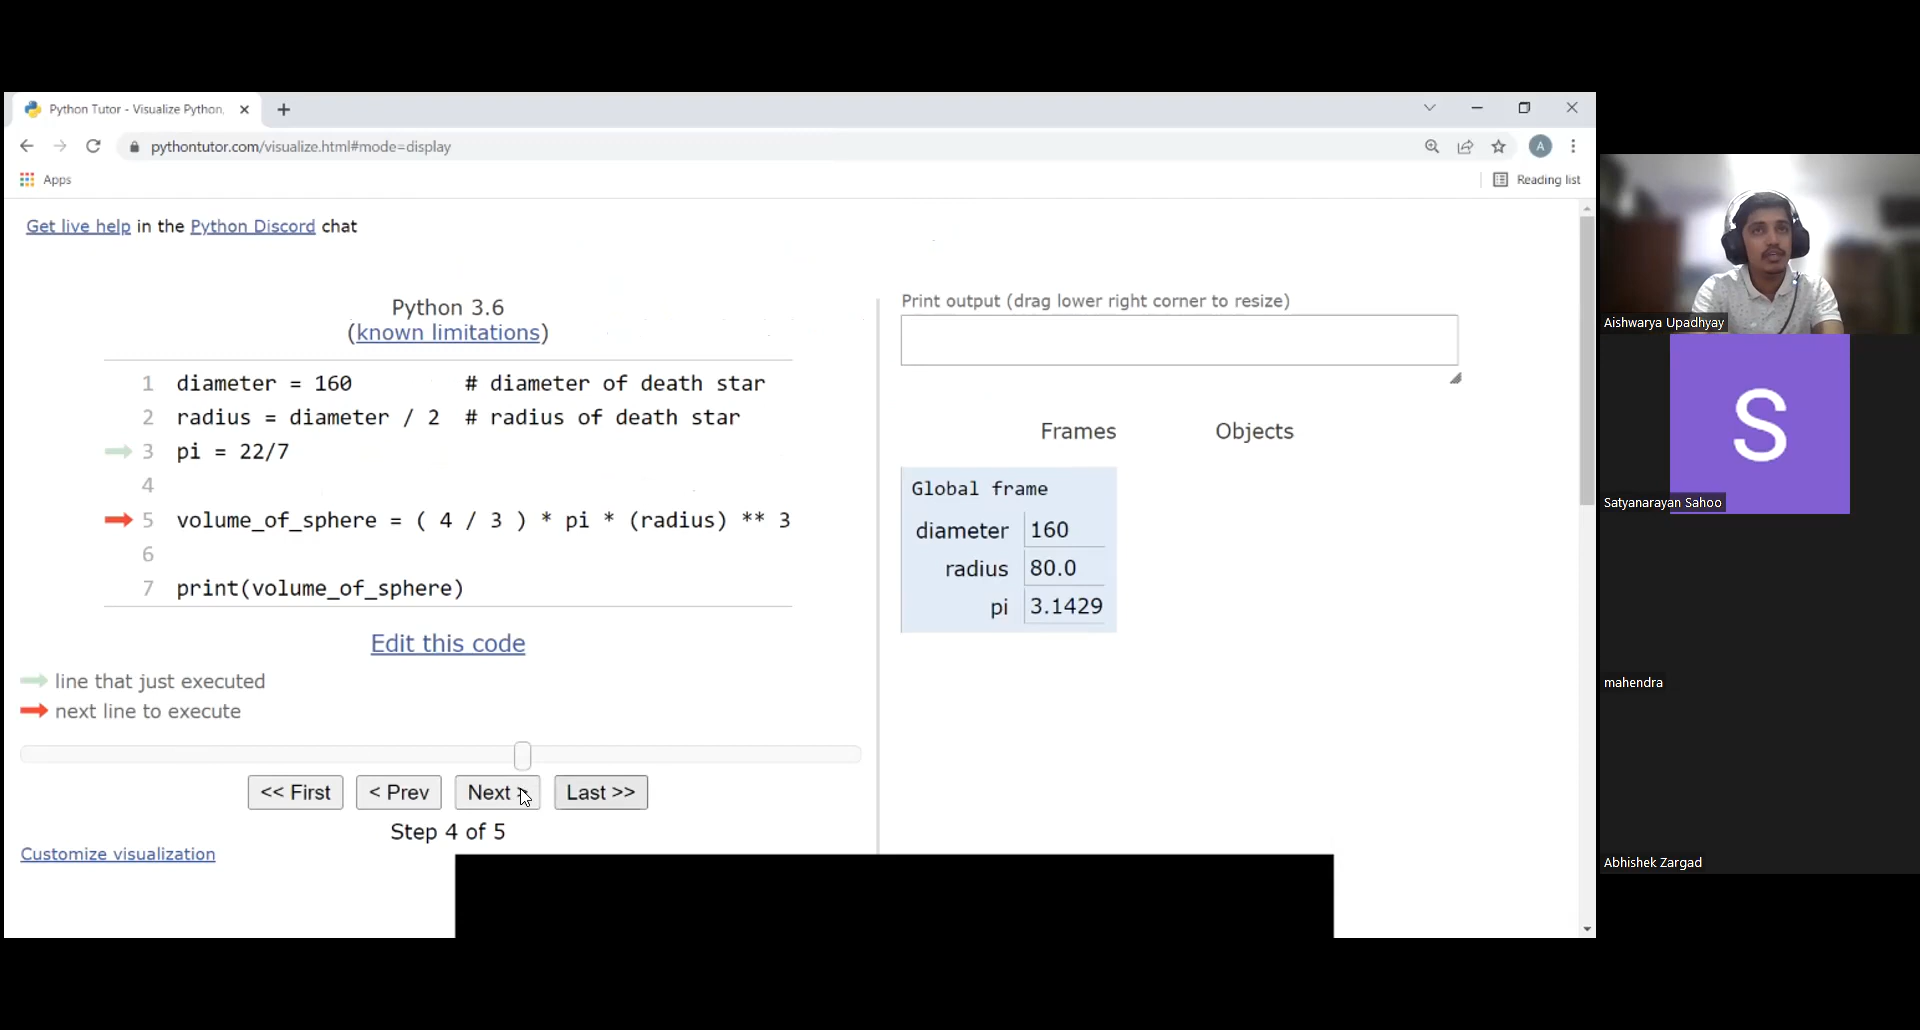 Python Tutor - Visualize Python,
pythontutor.com/visualize.html#mode=display
A
Apps
Reading list
Get live help in the Python Discord chat
Python 3.6
(known limitations)
1 diameter = 160 # diameter of death star
2 radius = diameter / 2 # radius of death star
3 pi = 22/7
4
5 volume_of_sphere = ( 4 / 3 ) * pi * (radius) ** 3
6
7 print(volume_of_sphere)
Edit this code
line that just executed
next line to execute
<< First
< Prev
Next >
Last >>
Step 4 of 5
Customize visualization
Print output (drag lower right corner to resize)
Frames
Objects
Global frame
diameter 160
radius 80.0
pi 3.1429
Aishwarya Upadhyay
S
Satyanarayan Sahoo
mahendra
Abhishek Zargad